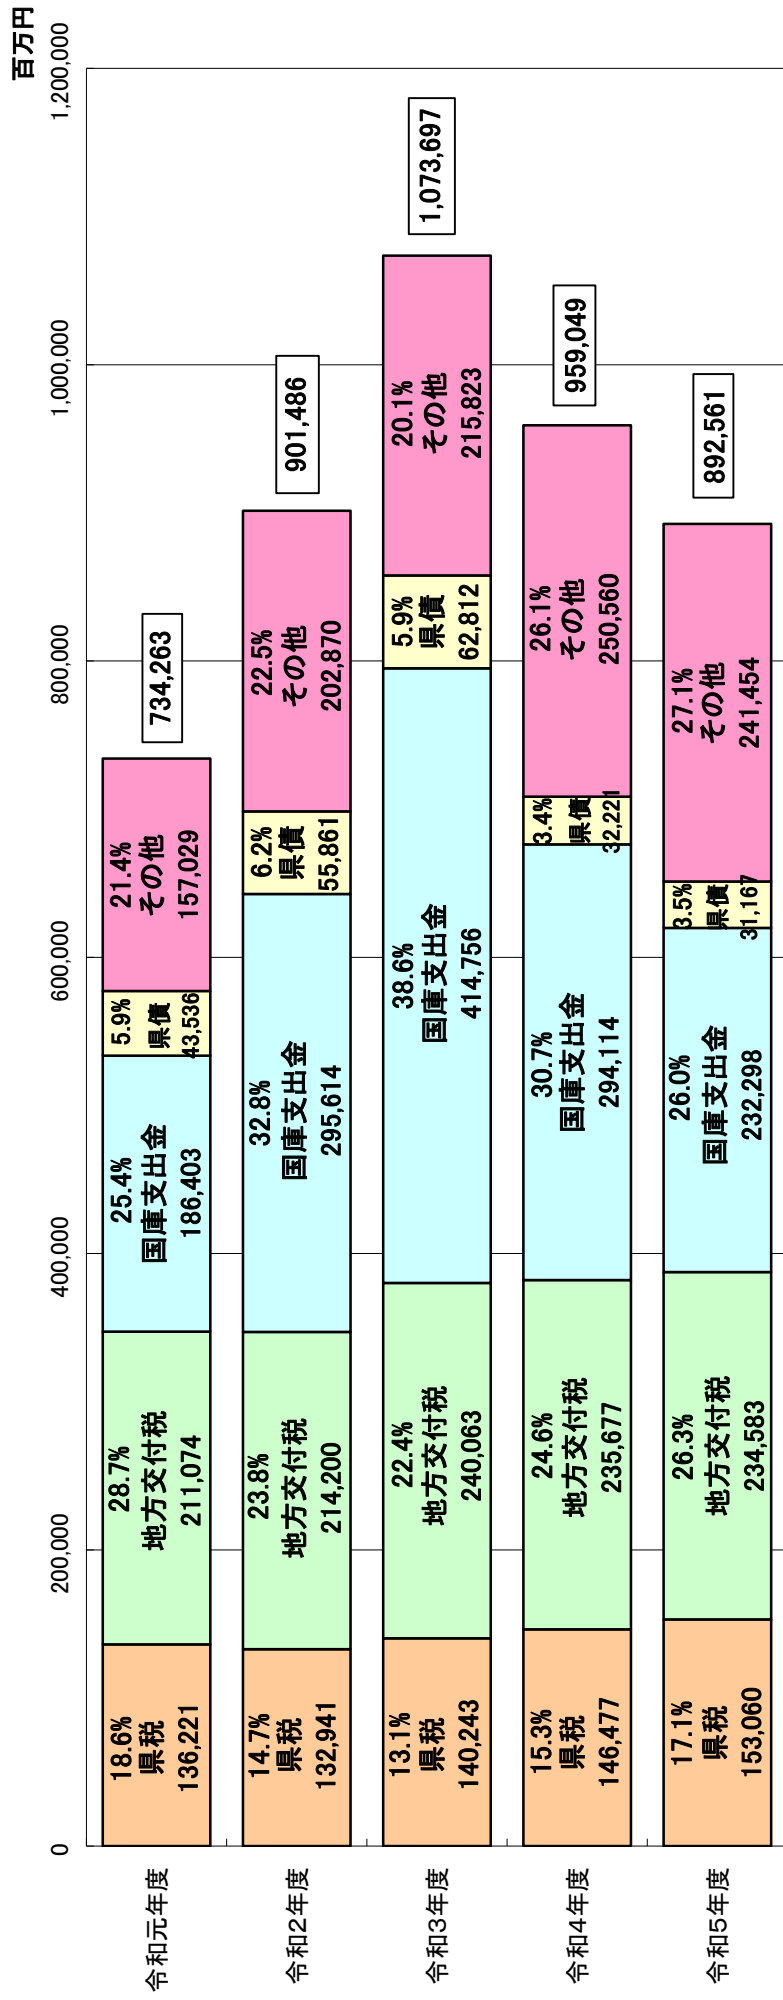 百万円
0
200,000
400,000
600,000
800,000
1,000,000
1,200,000
令和元年度
18.6%
県税
136,221
28.7%
地方交付税
211,074
25.4%
国庫支出金
186,403
5.9%
県債
43,536
21.4%
その他
157,029
734,263
令和2年度
14.7%
県税
132,941
23.8%
地方交付税
214,200
32.8%
国庫支出金
295,614
6.2%
県債
55,861
22.5%
その他
202,870
901,486
令和3年度
13.1%
県税
140,243
22.4%
地方交付税
240,063
38.6%
国庫支出金
414,756
5.9%
県債
62,812
20.1%
その他
215,823
1,073,697
令和4年度
15.3%
県税
146,477
24.6%
地方交付税
235,677
30.7%
国庫支出金
294,114
3.4%
県債
32,221
26.1%
その他
250,560
959,049
令和5年度
17.1%
県税
153,060
26.3%
地方交付税
234,583
26.0%
国庫支出金
232,298
3.5%
県債
31,167
27.1%
その他
241,454
892,561